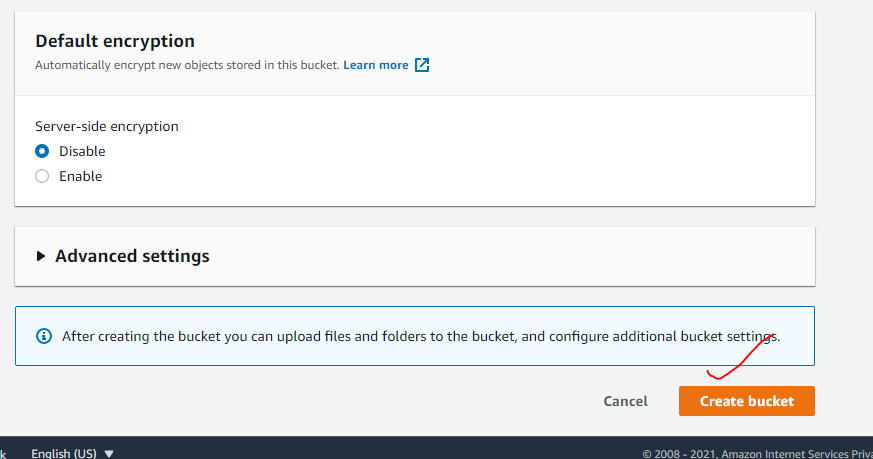 Default encryption
Automatically encrypt new objects stored in this bucket. Learn more
Server-side encryption
Disable
Enable
Advanced settings
After creating the bucket you can upload files and folders to the bucket, and configure additional bucket settings.
Cancel
Create bucket
English (US)
© 2008 - 2021, Amazon Internet Services